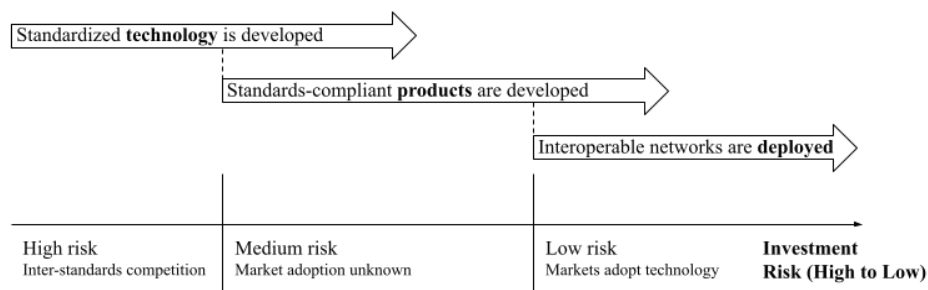 Standardized technology is developed
Standards-compliant products are developed
Interoperable networks are deployed
High risk
Inter-standards competition
Medium risk
Market adoption unknown
Low risk
Markets adopt technology
Investment
Risk (High to Low)